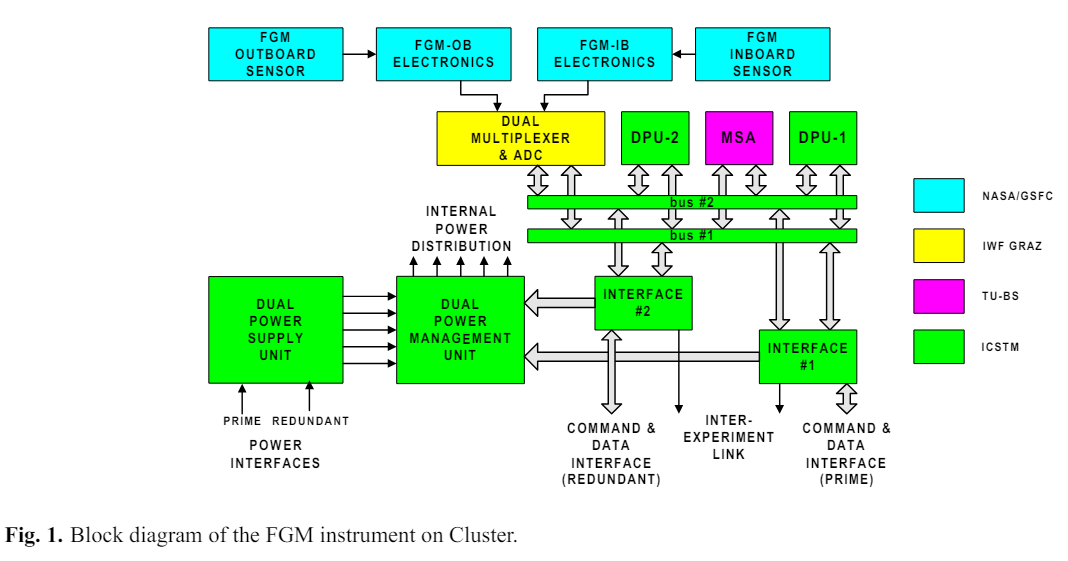 FGM
OUTBOARD
SENSOR
FGM-OB
ELECTRONICS
FGM-IB
ELECTRONICS
FGM
INBOARD
SENSOR
DUAL
MULTIPLEXER
& ADC
DPU-2
MSA
DPU-1
bus #2
bus #1
NASA/GSFC
IWF GRAZ
TU-BS
ICSTM
INTERNAL
POWER
DISTRIBUTION
DUAL
POWER
SUPPLY
UNIT
DUAL
POWER
MANAGEMENT
UNIT
INTERFACE
#2
INTERFACE
#1
PRIME REDUNDANT
POWER
INTERFACES
COMMAND &
DATA
INTERFACE
(REDUNDANT)
INTER-
EXPERIMENT
LINK
COMMAND &
DATA
INTERFACE
(PRIME)
Fig. 1. Block diagram of the FGM instrument on Cluster.